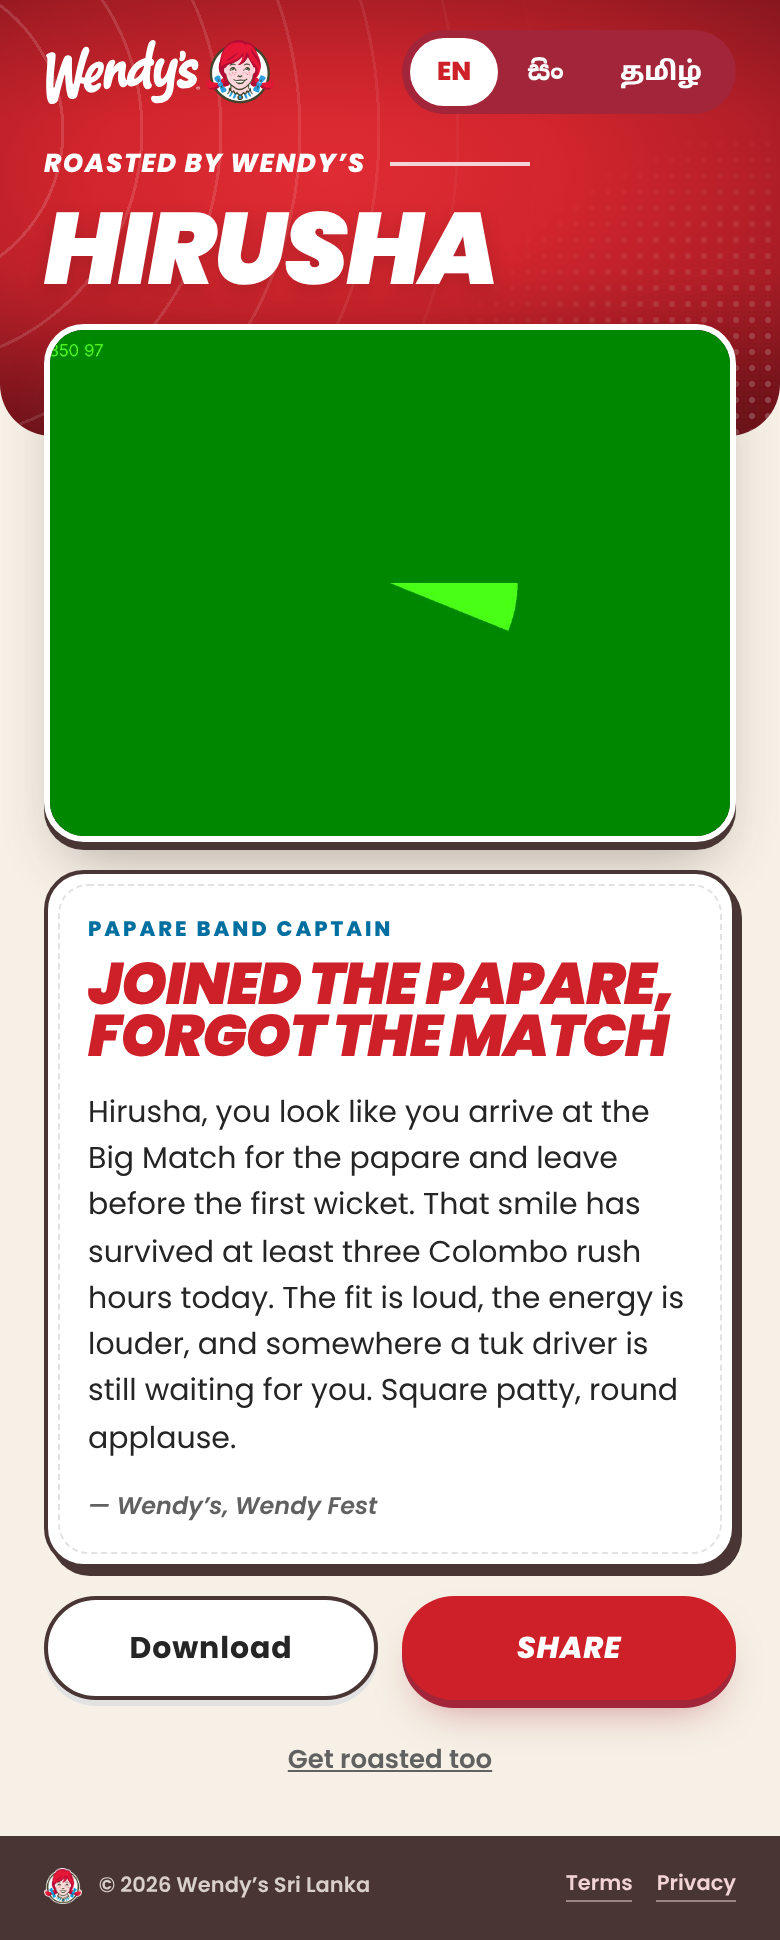 Wendy's
EN සිං தமிழ்
ROASTED BY WENDY’S
HIRUSHA
350 97
PAPARE BAND CAPTAIN
JOINED THE PAPARE,
FORGOT THE MATCH
Hirusha, you look like you arrive at the
Big Match for the papare and leave
before the first wicket. That smile has
survived at least three Colombo rush
hours today. The fit is loud, the energy is
louder, and somewhere a tuk driver is
still waiting for you. Square patty, round
applause.
— Wendy’s, Wendy Fest
Download SHARE
Get roasted too
© 2026 Wendy’s Sri Lanka Terms Privacy